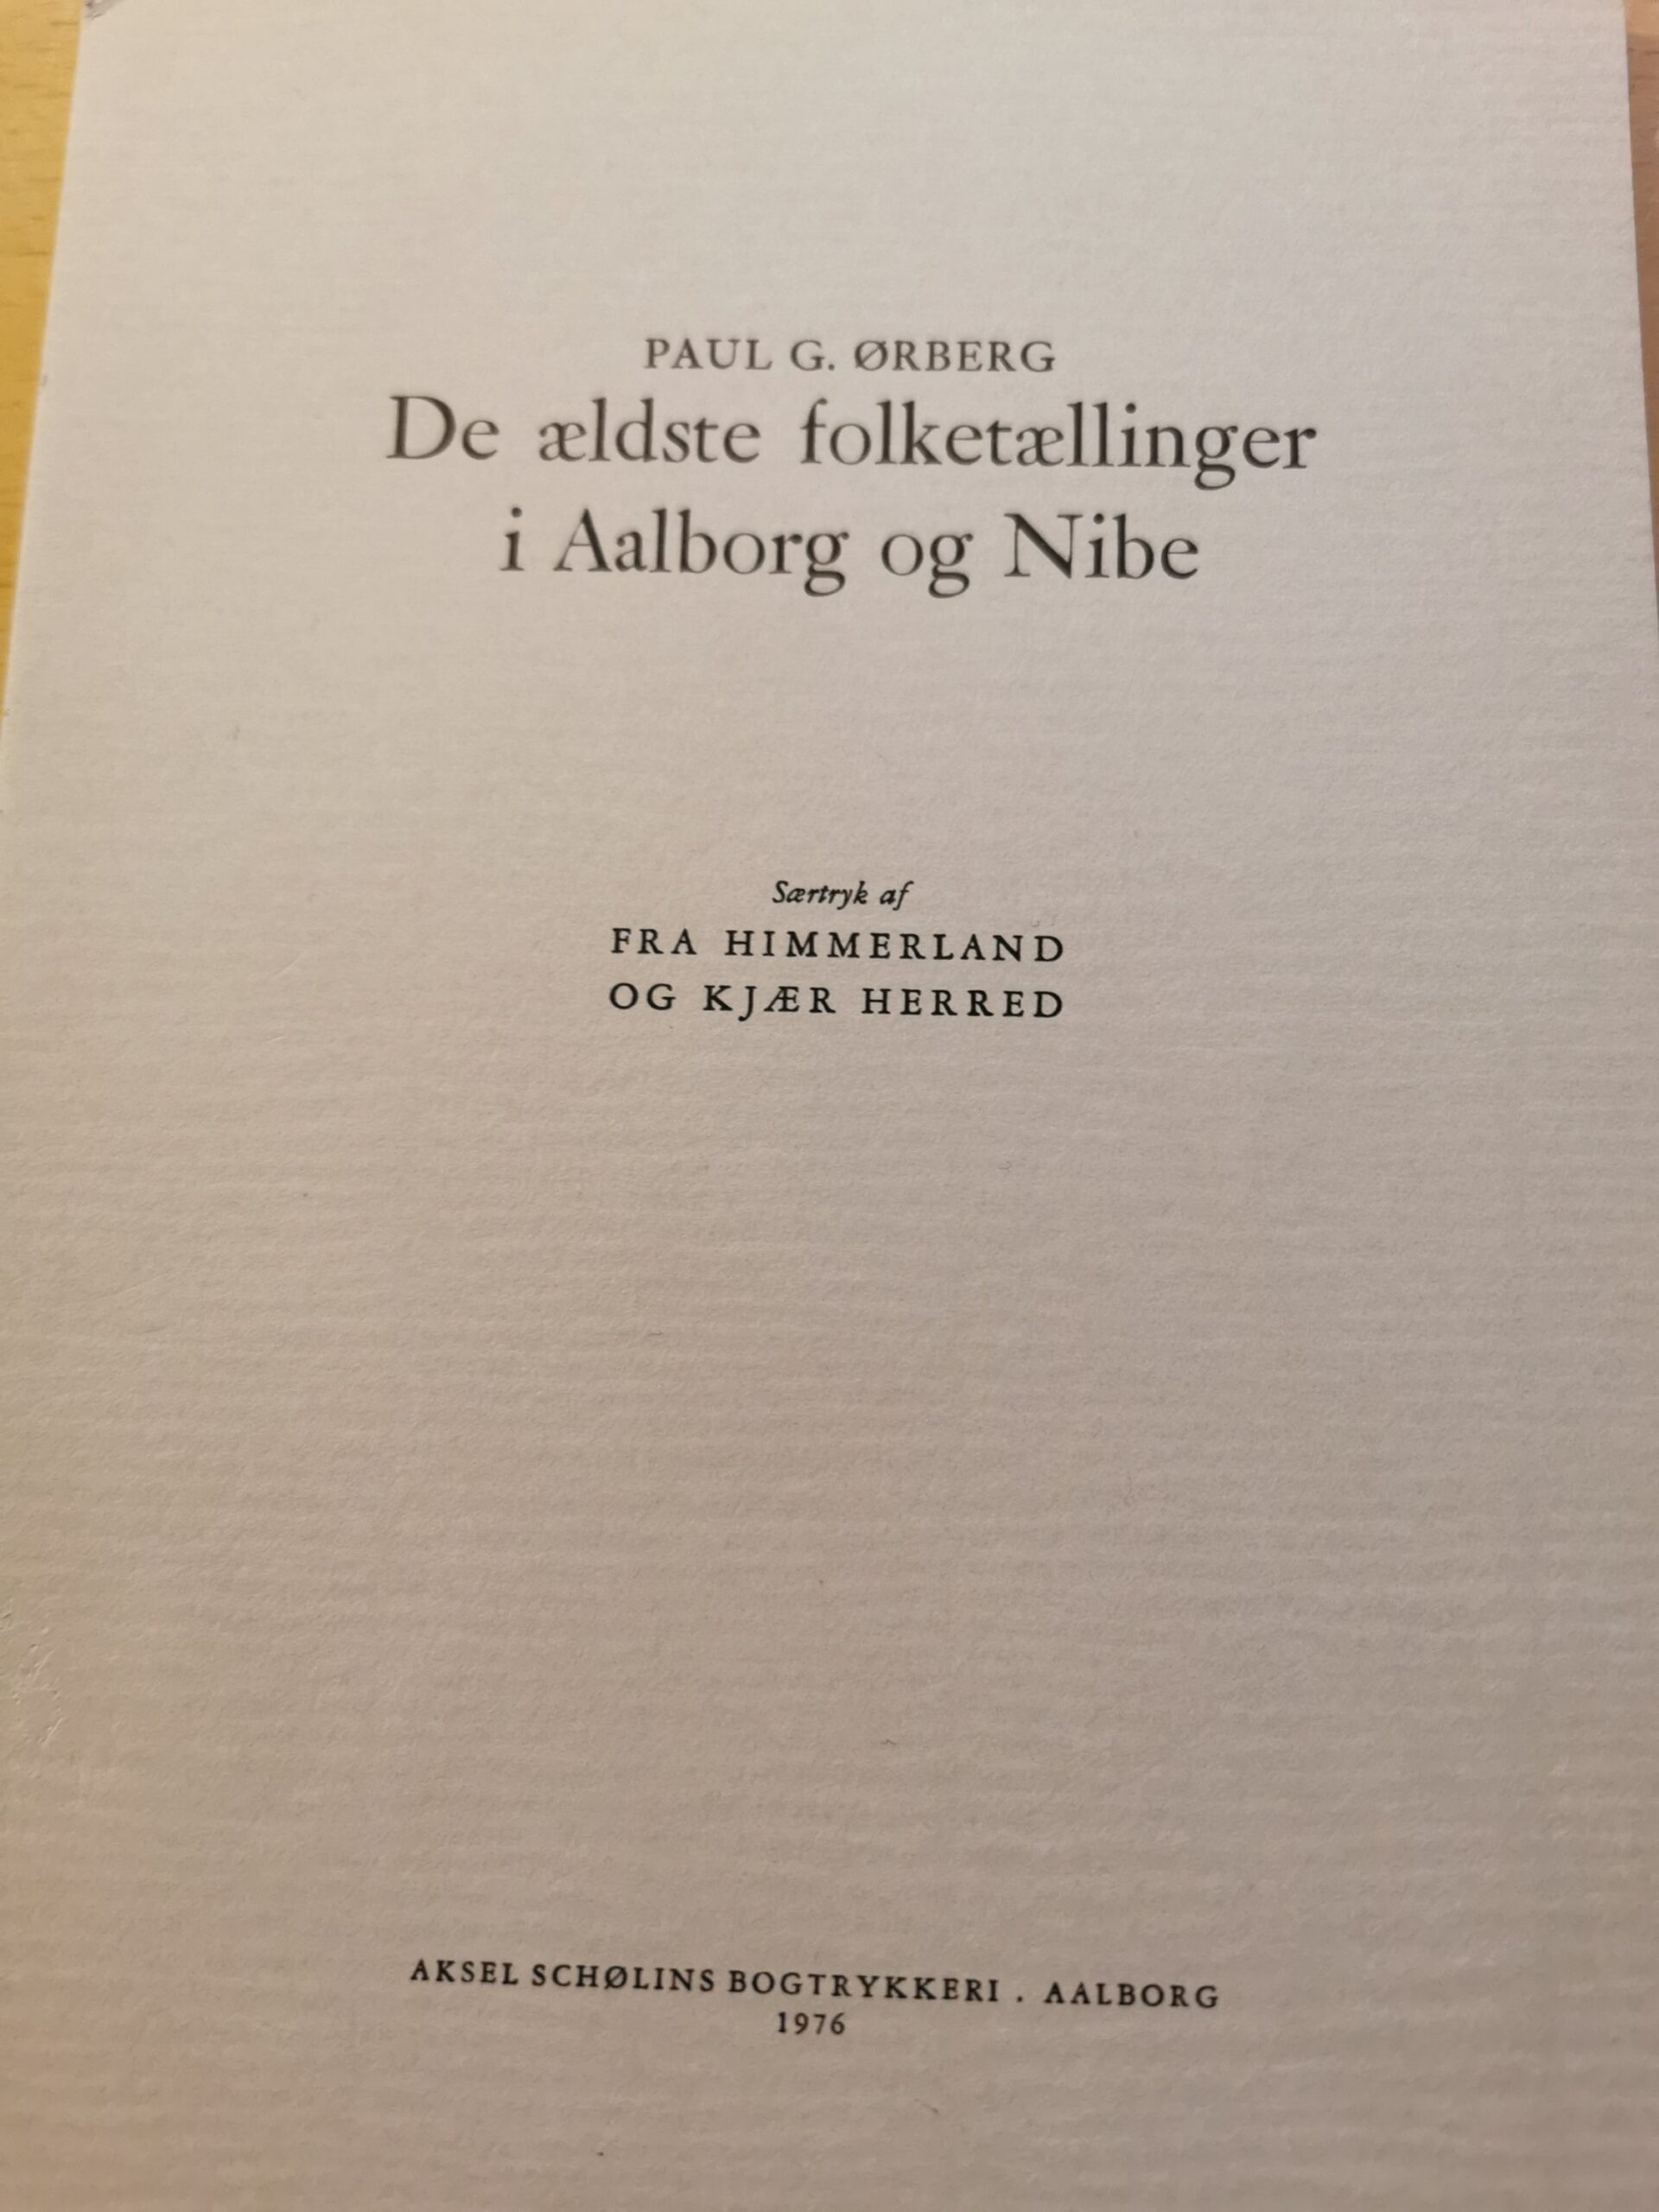 PAUL G. ØRBERG
De ældste folketællinger
i Aalborg og Nibe
Særtryk af
FRA HIMMERLAND
OG KJÆR HERRED
AKSEL SCHØLINS BOGTRYKKERI . AALBORG
1976